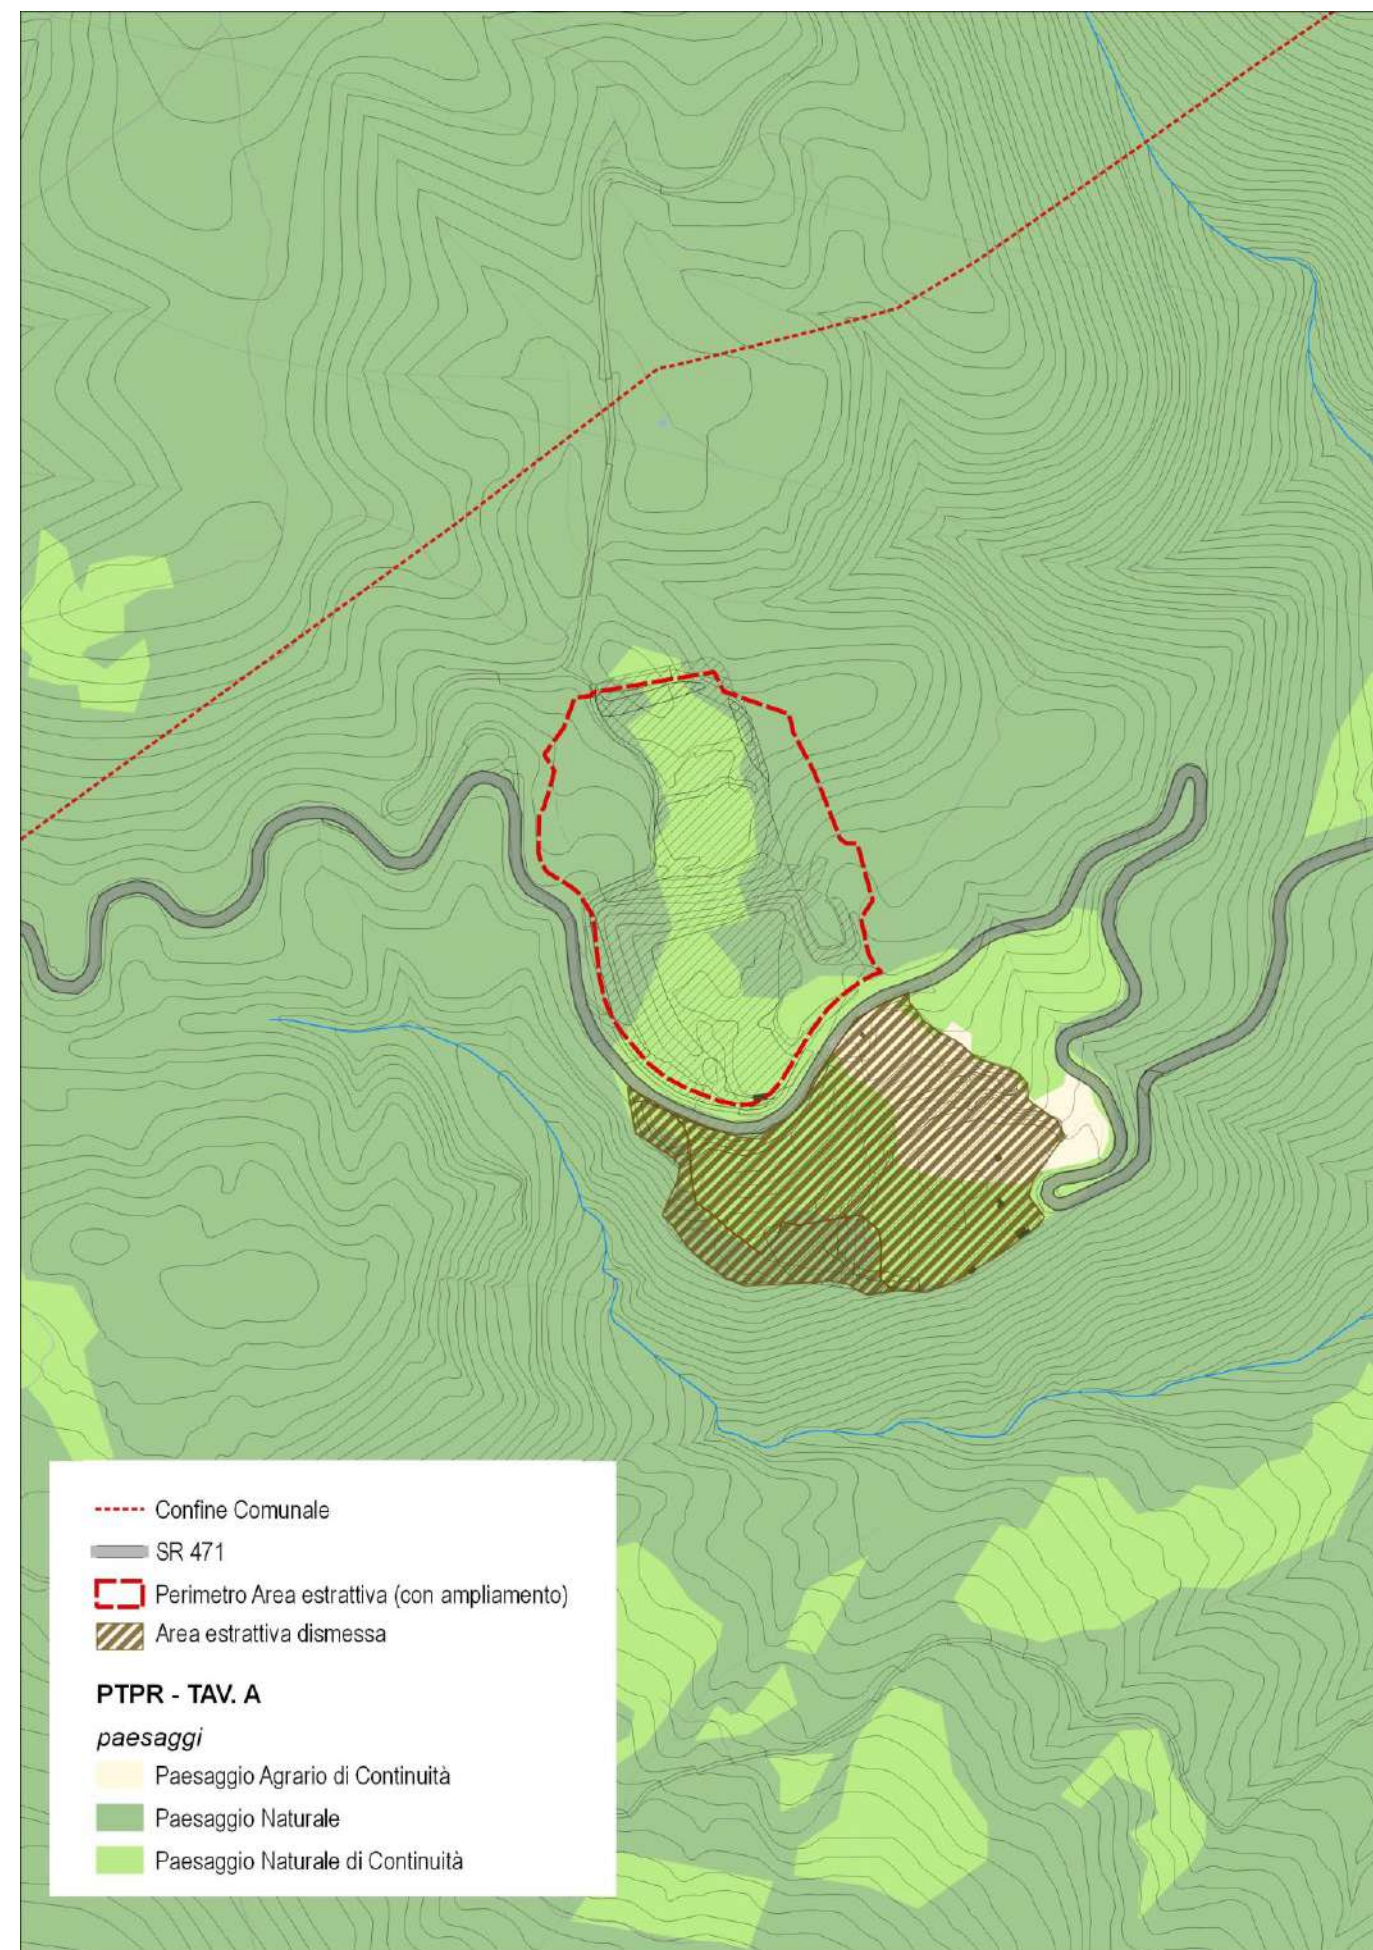 Confine Comunale
SR 471
Perimetro Area estrattiva (con ampliamento)
Area estrattiva dismessa
PTPR - TAV. A
paesaggi
Paesaggio Agrario di Continuità
Paesaggio Naturale
Paesaggio Naturale di Continuità